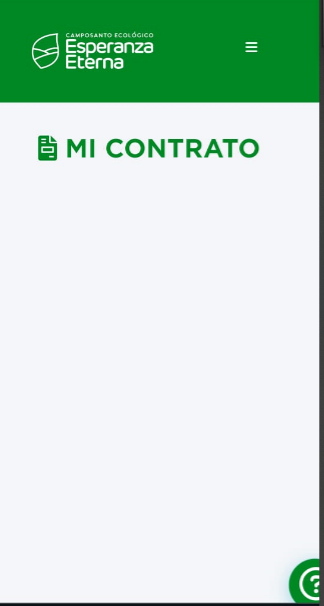 CAMPOSANTO ECOLÓGICO
Esperanza
Eterna
MI CONTRATO
?